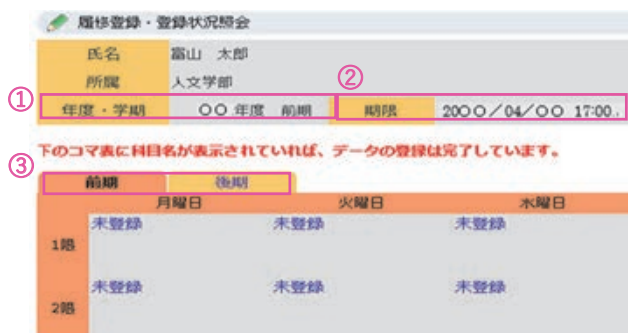 履修登録・登録状況照会
氏名 富山 太郎
所属 人文学部
②
① 年度・学期 〇〇 年度 前期 期限 20〇〇/04/〇〇 17:00
下のコマ表に科目名が表示されていれば、データの登録は完了しています。
③
前期 後期
月曜日 火曜日 水曜日
1限 未登録 未登録 未登録
2限 未登録 未登録 未登録